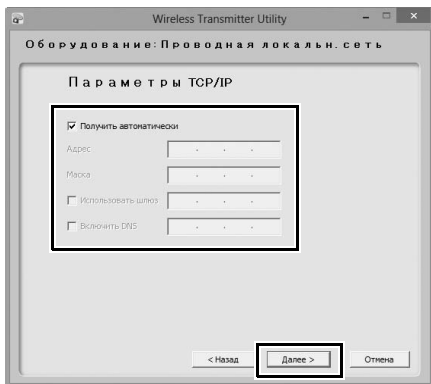 Wireless Transmitter Utility
Оборудование:Проводная локальн.сеть
Параметры TCP/IP
Получить автоматически
Адрес
Маска
Использовать шлюз
Включить DNS
< Назад Далее > Отмена